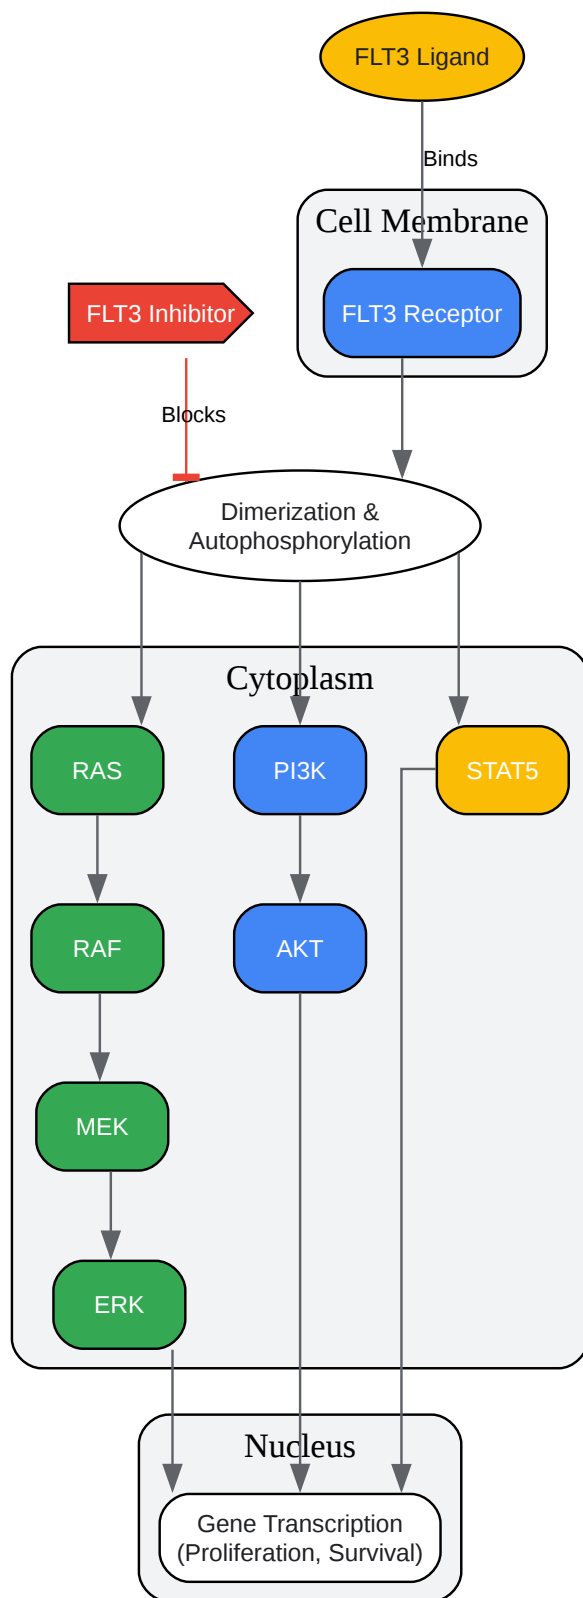 FLT3 Ligand
Binds
Cell Membrane
FLT3 Inhibitor
FLT3 Receptor
Blocks
Dimerization &
Autophosphorylation
Cytoplasm
RAS
PI3K
STAT5
RAF
AKT
MEK
ERK
Nucleus
Gene Transcription
(Proliferation, Survival)